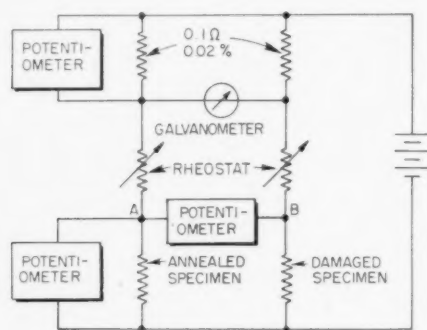 POTENTI-
OMETER
0.1Ω
0.02%
GALVANOMETER
RHEOSTAT
A
POTENTI-
OMETER
B
POTENTI-
OMETER
ANNEALED
SPECIMEN
DAMAGED
SPECIMEN